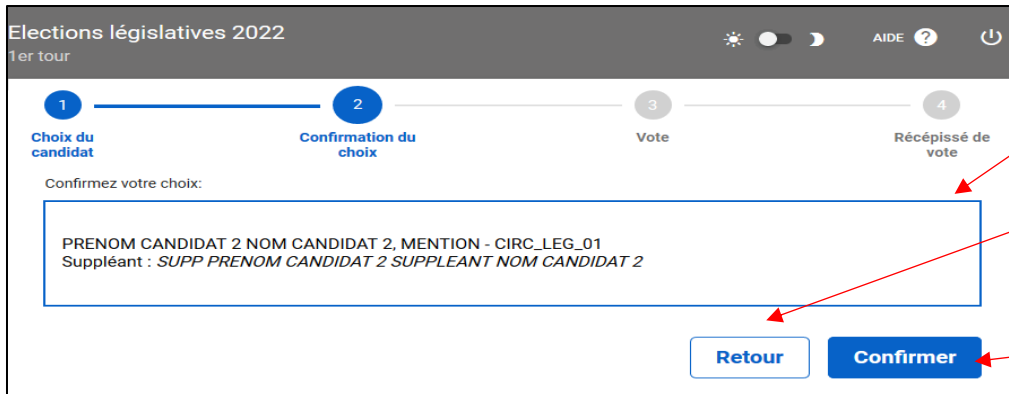 Elections législatives 2022
1er tour
AIDE ?
1
2
3
4
Choix du
candidat
Confirmation du
choix
Vote
Récépissé de
vote
Confirmez votre choix:
PRENOM CANDIDAT 2 NOM CANDIDAT 2, MENTION - CIRC_LEG_01
Suppléant : SUPP PRENOM CANDIDAT 2 SUPPLEANT NOM CANDIDAT 2
Retour
Confirmer